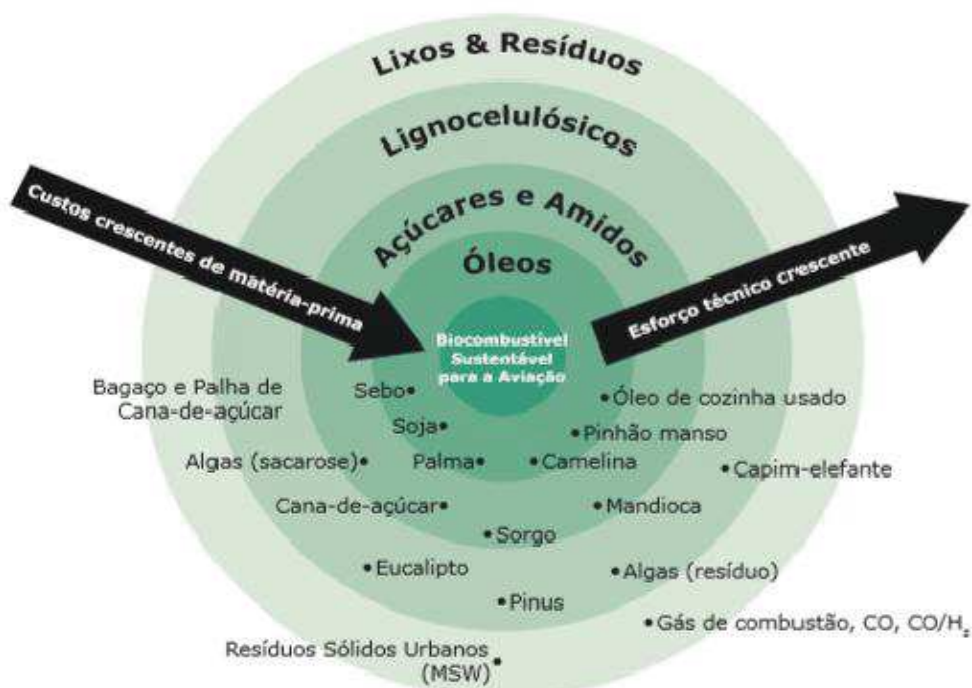 Lixos & Resíduos
Lignocelulósicos
Açúcares e Amidos
Óleos
Custos crescentes de matéria-prima
Esforço técnico crescente
Biocombustível
Sustentável
para a Aviação
Bagaço e Palha de
Cana-de-açúcar
Sebo•
•Óleo de cozinha usado
Soja•
•Pinhão manso
Algas (sacarose)•
Palma•
•Camelina
•Capim-elefante
Cana-de-açúcar•
•Mandioca
•Sorgo
•Eucalipto
•Algas (resíduo)
•Pinus
•Gás de combustão, CO, CO/H₂
Resíduos Sólidos Urbanos
(MSW)•